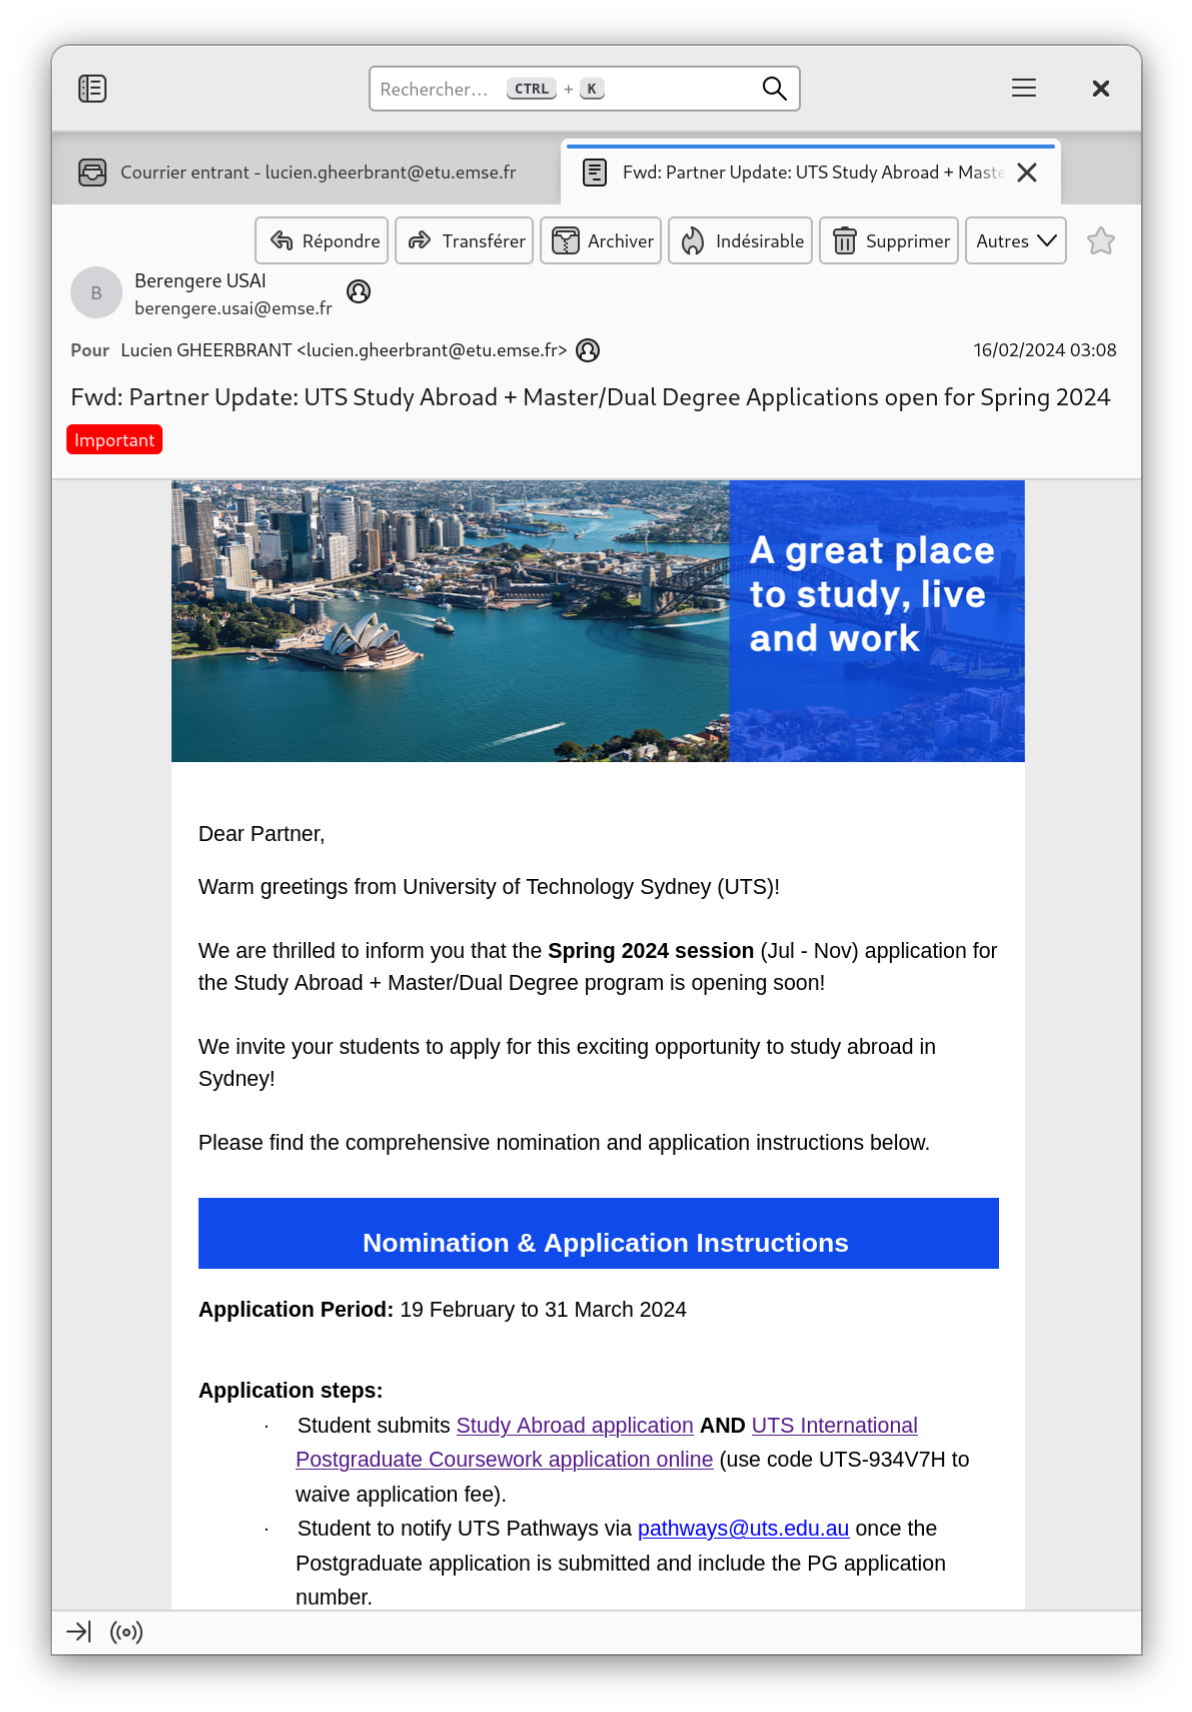 Rechercher… CTRL + K
Courrier entrant - lucien.gheerbrant@etu.emse.fr
Fwd: Partner Update: UTS Study Abroad + Maste
Répondre
Transférer
Archiver
Indésirable
Supprimer
Autres
B
Berengere USAI
berengere.usai@emse.fr
Pour Lucien GHEERBRANT <lucien.gheerbrant@etu.emse.fr>
16/02/2024 03:08
Fwd: Partner Update: UTS Study Abroad + Master/Dual Degree Applications open for Spring 2024
Important
A great place
to study, live
and work
Dear Partner,
Warm greetings from University of Technology Sydney (UTS)!
We are thrilled to inform you that the Spring 2024 session (Jul - Nov) application for
the Study Abroad + Master/Dual Degree program is opening soon!
We invite your students to apply for this exciting opportunity to study abroad in
Sydney!
Please find the comprehensive nomination and application instructions below.
Nomination & Application Instructions
Application Period: 19 February to 31 March 2024
Application steps:
· Student submits Study Abroad application AND UTS International
Postgraduate Coursework application online (use code UTS-934V7H to
waive application fee).
· Student to notify UTS Pathways via pathways@uts.edu.au once the
Postgraduate application is submitted and include the PG application
number.